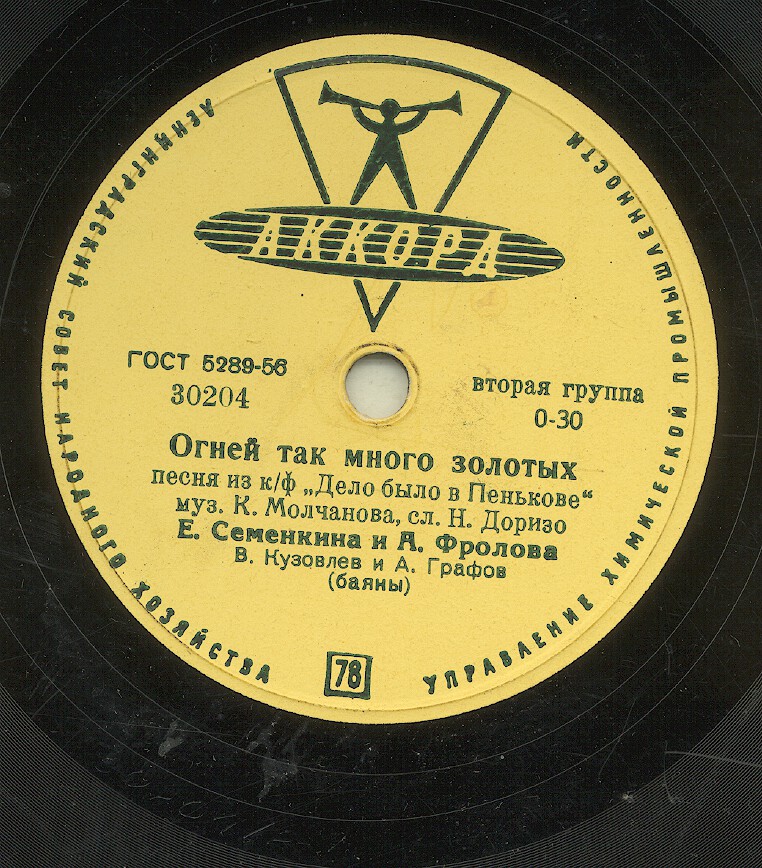 АККОРД
ЛЕНИНГРАДСКИЙ СОВЕТ НАРОДНОГО ХОЗЯЙСТВА
УПРАВЛЕНИЕ ХИМИЧЕСКОЙ ПРОМЫШЛЕННОСТИ
ГОСТ 5289-56
30204
вторая группа
0-30
Огней так много золотых
песня из к/ф „Дело было в Пенькове“
муз. К. Молчанова, сл. Н. Доризо
Е. Семенкина и А. Фролова
В. Кузовлев и А. Графов
(баяны)
78